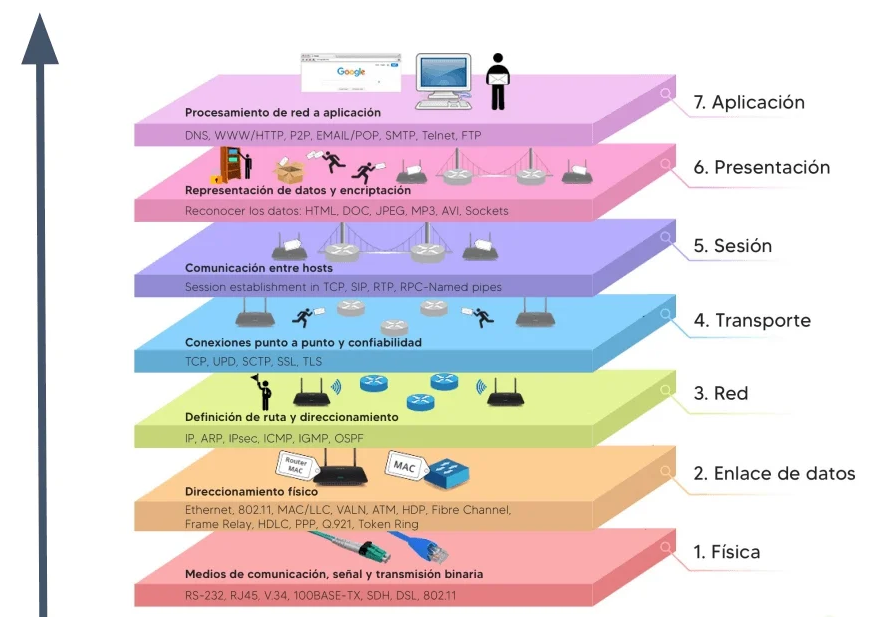 Google
Procesamiento de red a aplicación
DNS, WWW/HTTP, P2P, EMAIL/POP, SMTP, Telnet, FTP
7. Aplicación
Representación de datos y encriptación
Reconocer los datos: HTML, DOC, JPEG, MP3, AVI, Sockets
6. Presentación
Comunicación entre hosts
Session establishment in TCP, SIP, RTP, RPC-Named pipes
5. Sesión
Conexiones punto a punto y confiabilidad
TCP, UPD, SCTP, SSL, TLS
4. Transporte
Definición de ruta y direccionamiento
IP, ARP, IPsec, ICMP, IGMP, OSPF
3. Red
Router
MAC
MAC
Direccionamiento físico
Ethernet, 802.11, MAC/LLC, VALN, ATM, HDP, Fibre Channel,
Frame Relay, HDLC, PPP, Q.921, Token Ring
2. Enlace de datos
Medios de comunicación, señal y transmisión binaria
RS-232, RJ45, V.34, 100BASE-TX, SDH, DSL, 802.11
1. Física